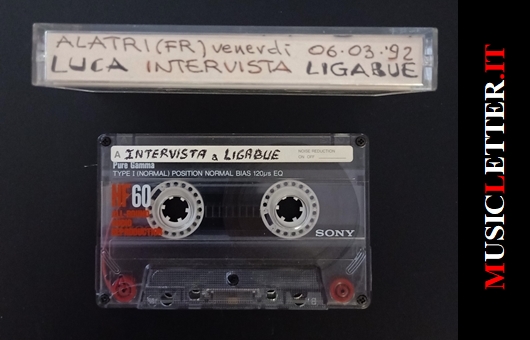 ALATRI (FR) venerdì 06·03·'92
LUCA INTERVISTA LIGABUE
A INTERVISTA a LIGABUE
NOISE REDUCTION
ON OFF
Pure Gamma
TYPE I (NORMAL) POSITION NORMAL BIAS 120µs EQ
HF 60
SONY
MUSICLETTER.IT